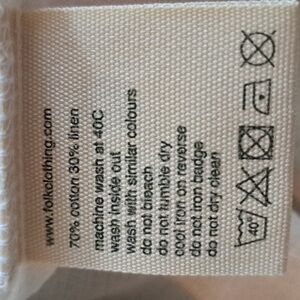 www.folkclothing.com
70% cotton 30% linen
machine wash at 40C
wash inside out
wash with similar colours
do not bleach
do not tumble dry
cool iron on reverse
do not iron badge
do not dry clean
40°